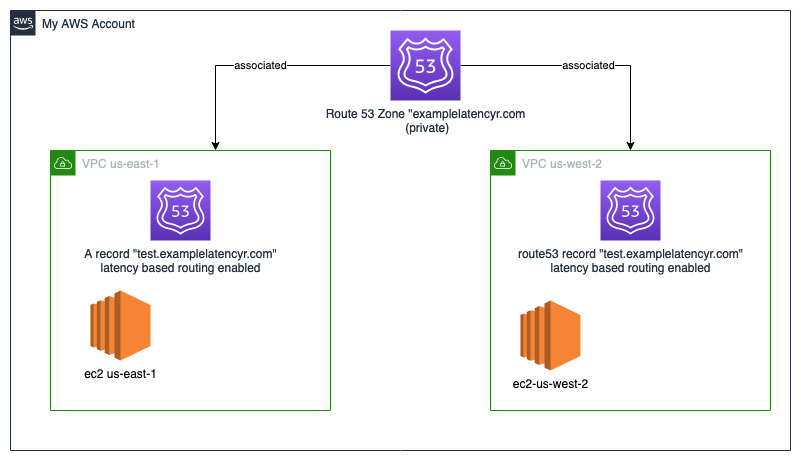 aws
My AWS Account
53
associated
associated
Route 53 Zone "examplelatencyr.com
(private)
VPC us-east-1
53
A record "test.examplelatencyr.com"
latency based routing enabled
ec2 us-east-1
VPC us-west-2
53
route53 record "test.examplelatencyr.com"
latency based routing enabled
ec2-us-west-2